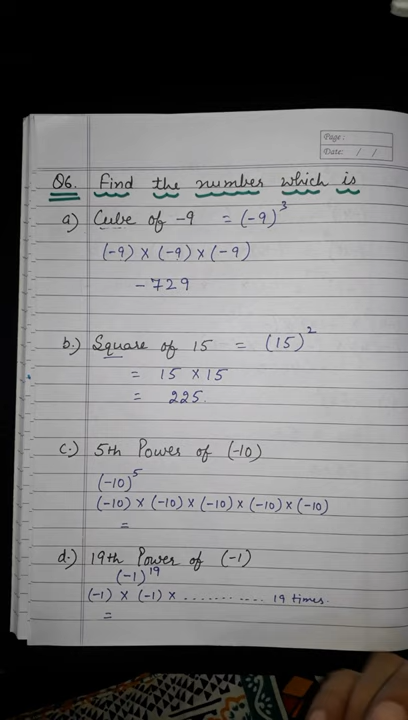 Page :
Date: / /
Q6. Find the number which is
a) Cube of -9 = (-9)³
(-9) × (-9) × (-9)
- 729
b.) Square of 15 = (15)²
= 15 × 15
= 225.
c.) 5th Power of (-10)
(-10)⁵
(-10) × (-10) × (-10) × (-10) × (-10)
=
d.) 19th Power of (-1)
(-1)¹⁹
(-1) × (-1) × ............ 19 times.
=